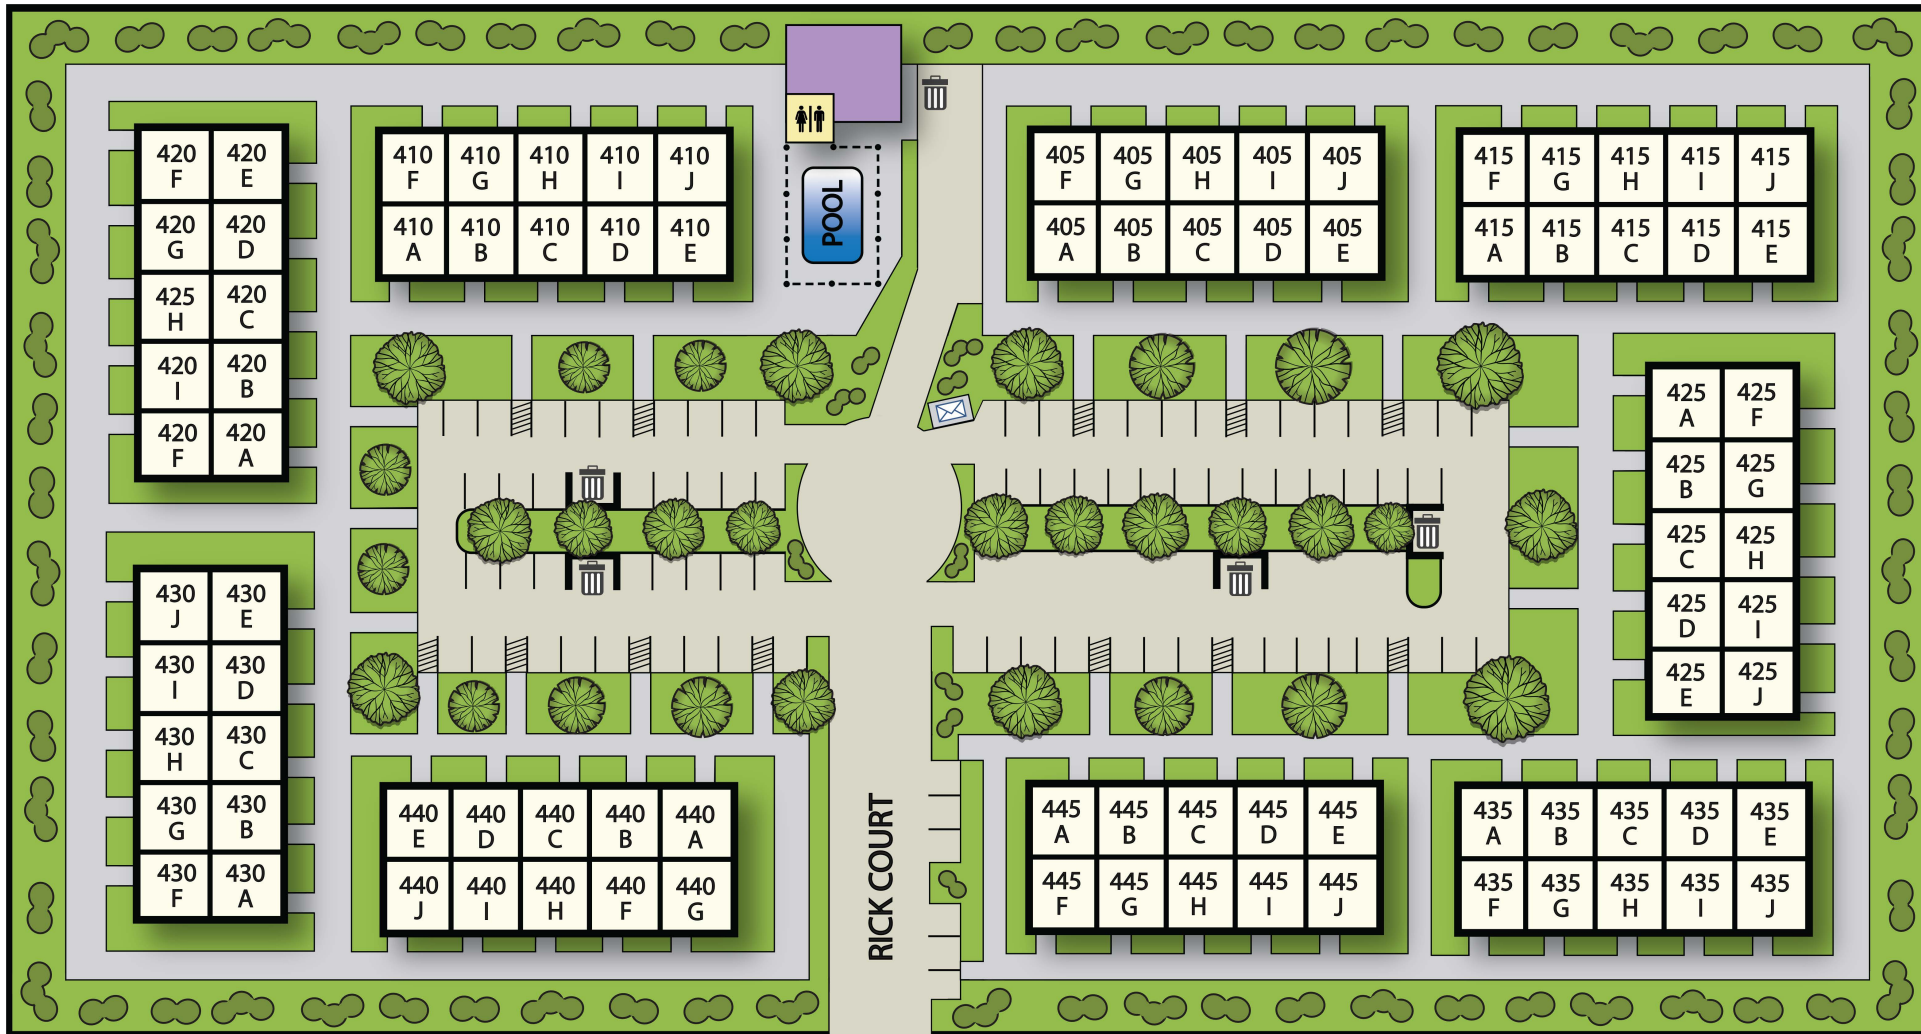 420 F
420 E
420 G
420 D
425 H
420 C
420 I
420 B
420 F
420 A
410 F
410 G
410 H
410 I
410 J
410 A
410 B
410 C
410 D
410 E
POOL
405 F
405 G
405 H
405 I
405 J
405 A
405 B
405 C
405 D
405 E
415 F
415 G
415 H
415 I
415 J
415 A
415 B
415 C
415 D
415 E
425 A
425 F
425 B
425 G
425 C
425 H
425 D
425 I
425 E
425 J
430 J
430 E
430 I
430 D
430 H
430 C
430 G
430 B
430 F
430 A
440 E
440 D
440 C
440 B
440 A
440 J
440 I
440 H
440 F
440 G
RICK COURT
445 A
445 B
445 C
445 D
445 E
445 F
445 G
445 H
445 I
445 J
435 A
435 B
435 C
435 D
435 E
435 F
435 G
435 H
435 I
435 J